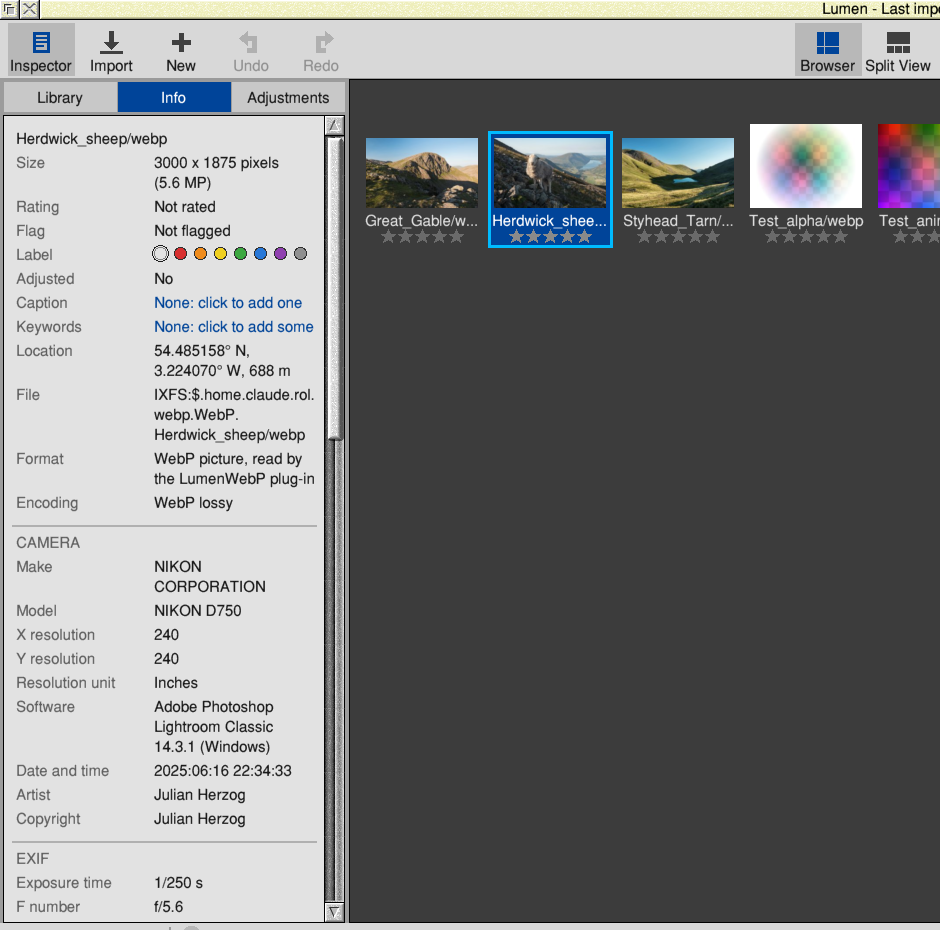 Lumen - Last impo
Inspector Import New Undo Redo Browser Split View
Library Info Adjustments
Herdwick_sheep/webp
Size 3000 x 1875 pixels
(5.6 MP)
Rating Not rated
Flag Not flagged
Label
Adjusted No
Caption None: click to add one
Keywords None: click to add some
Location 54.485158° N,
3.224070° W, 688 m
File IXFS:$.home.claude.rol.
webp.WebP.
Herdwick_sheep/webp
Format WebP picture, read by
the LumenWebP plug-in
Encoding WebP lossy
CAMERA
Make NIKON
CORPORATION
Model NIKON D750
X resolution 240
Y resolution 240
Resolution unit Inches
Software Adobe Photoshop
Lightroom Classic
14.3.1 (Windows)
Date and time 2025:06:16 22:34:33
Artist Julian Herzog
Copyright Julian Herzog
EXIF
Exposure time 1/250 s
F number f/5.6
Great_Gable/w... Herdwick_shee... Styhead_Tarn/... Test_alpha/webp Test_anir